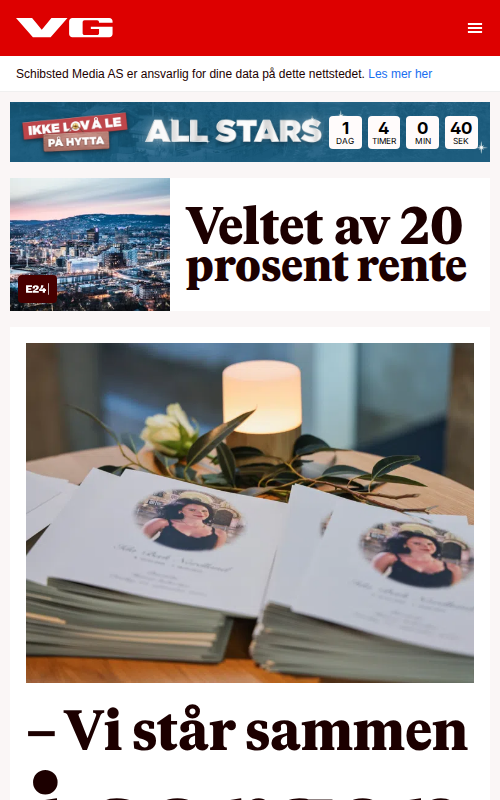 VG
Schibsted Media AS er ansvarlig for dine data på dette nettstedet. Les mer her
IKKE LOV Å LE
PÅ HYTTA
ALL STARS
1 4 0 40
DAG TIMER MIN SEK
Veltet av 20
prosent rente
E24
– Vi står sammen